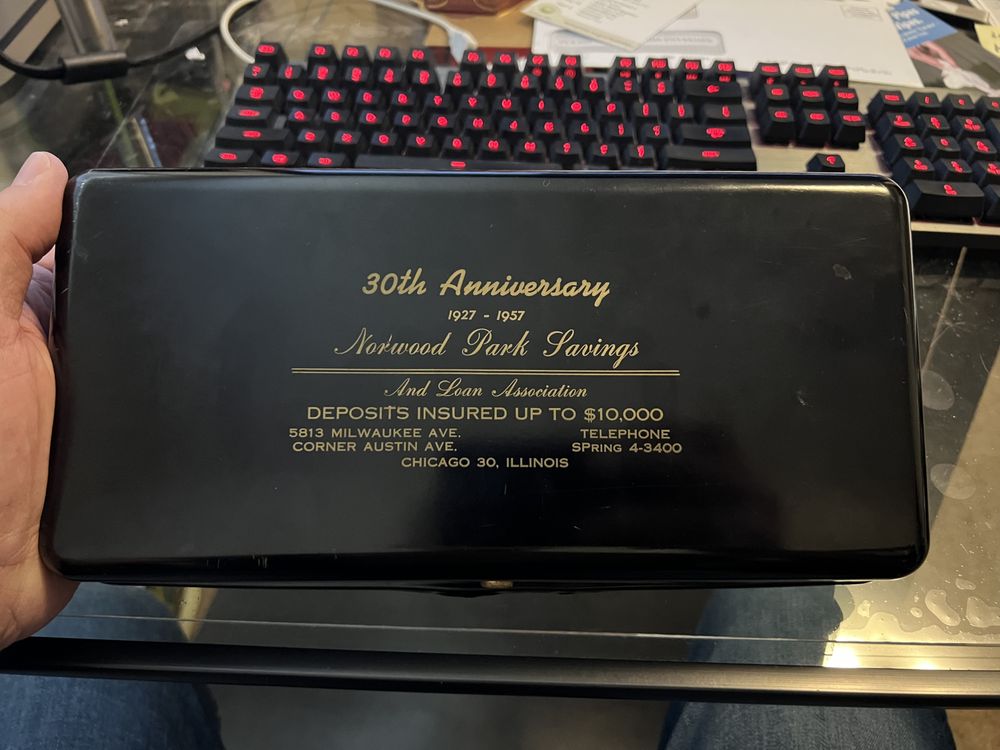 30th Anniversary
1927 - 1957
Norwood Park Savings
And Loan Association
DEPOSITS INSURED UP TO $10,000
5813 MILWAUKEE AVE.
CORNER AUSTIN AVE.
TELEPHONE
SPRING 4-3400
CHICAGO 30, ILLINOIS